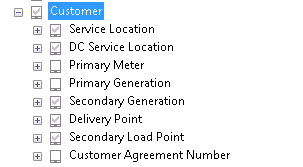 Customer
Service Location
DC Service Location
Primary Meter
Primary Generation
Secondary Generation
Delivery Point
Secondary Load Point
Customer Agreement Number